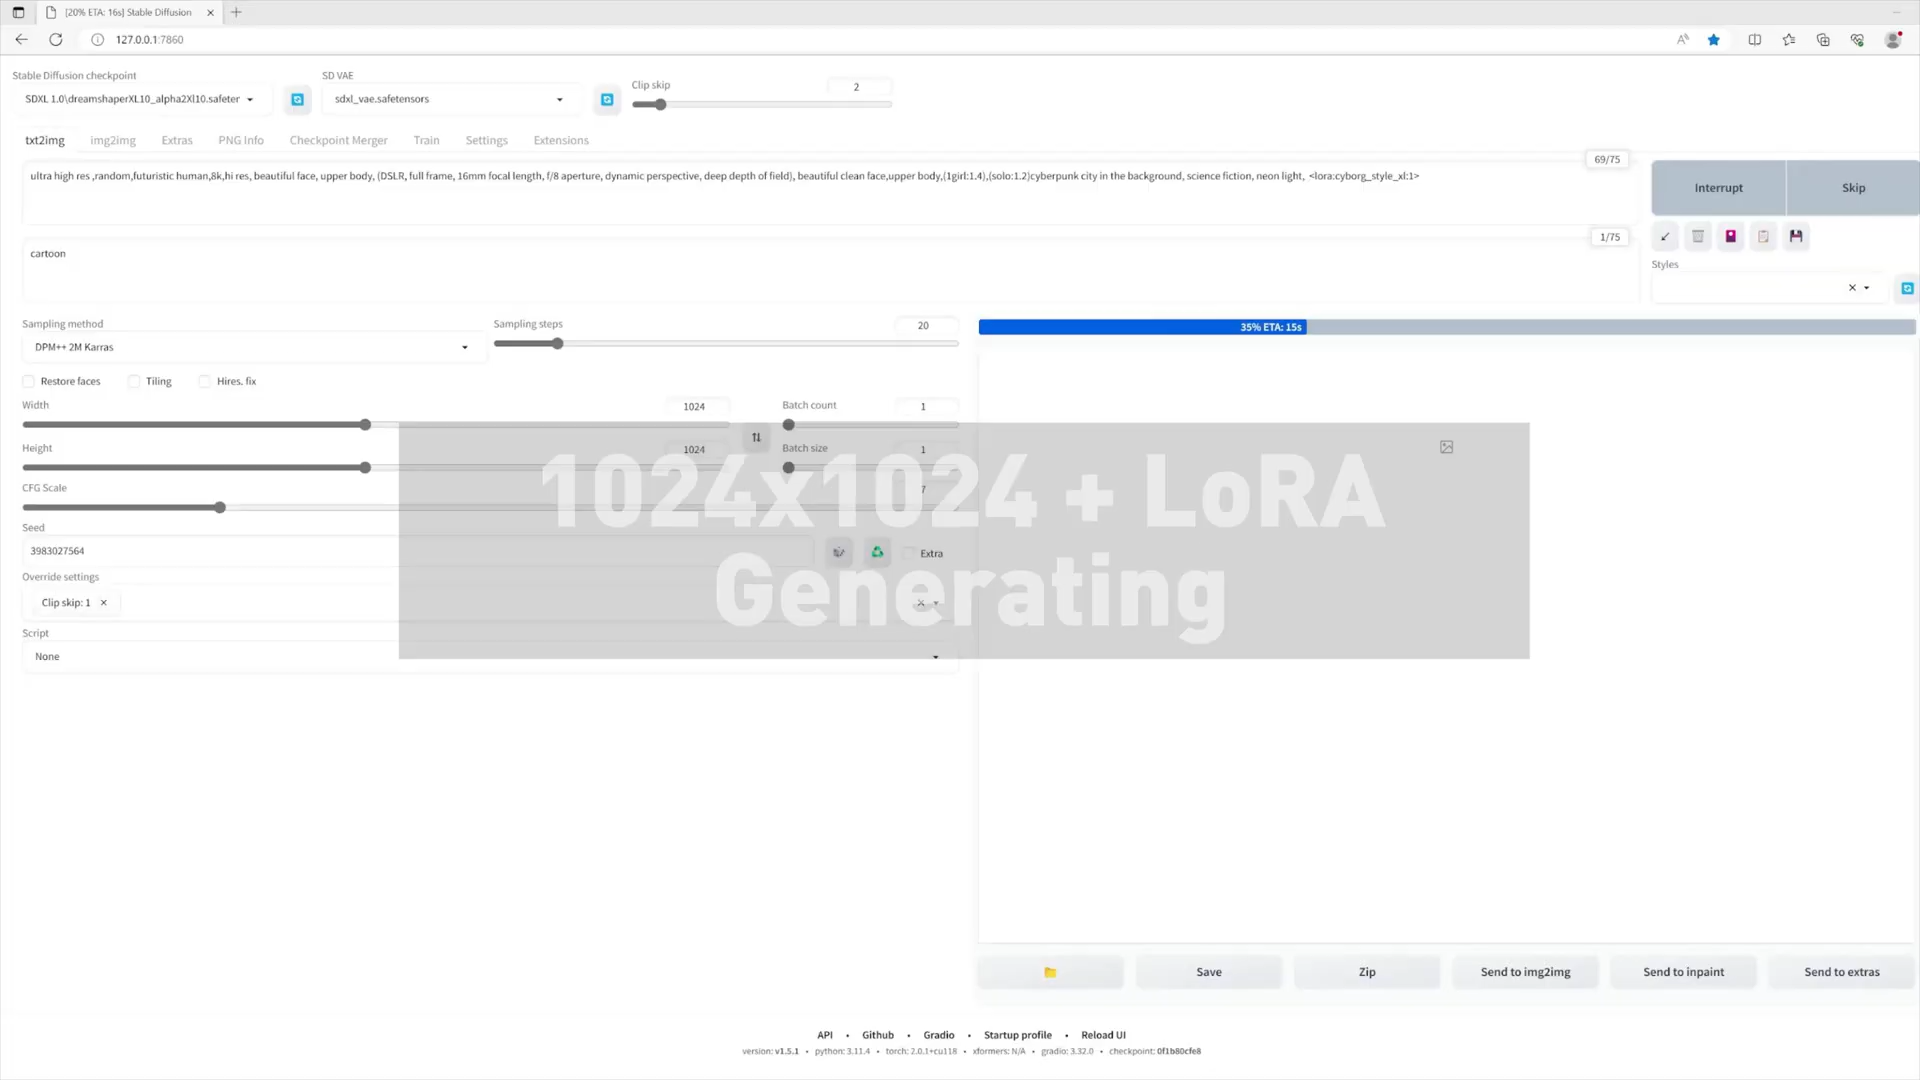 [20% ETA: 16s] Stable Diffusion
127.0.0.1:7860
Stable Diffusion checkpoint
SD VAE
Clip skip
2
SDXL 1.0\dreamshaperXL10_alpha2Xl10.safeter
sdxl_vae.safetensors
txt2img
img2img
Extras
PNG Info
Checkpoint Merger
Train
Settings
Extensions
69/75
ultra high res ,random,futuristic human,8k,hi res, beautiful face, upper body, (DSLR, full frame, 16mm focal length, f/8 aperture, dynamic perspective, deep depth of field), beautiful clean face,upper body,(1girl:1.4),(solo:1.2)cyberpunk city in the background, science fiction, neon light, <lora:cyborg_style_xl:1>
Interrupt
Skip
1/75
cartoon
Styles
Sampling method
Sampling steps
20
DPM++ 2M Karras
35% ETA: 15s
Restore faces
Tiling
Hires. fix
Width
1024
Batch count
1
Height
1024
Batch size
1
CFG Scale
7
1024x1024 + LoRA
Generating
Seed
3983027564
Extra
Override settings
Clip skip: 1
Script
None
Save
Zip
Send to img2img
Send to inpaint
Send to extras
API • Github • Gradio • Startup profile • Reload UI
version: v1.5.1 • python: 3.11.4 • torch: 2.0.1+cu118 • xformers: N/A • gradio: 3.32.0 • checkpoint: 0f1b80cfe8